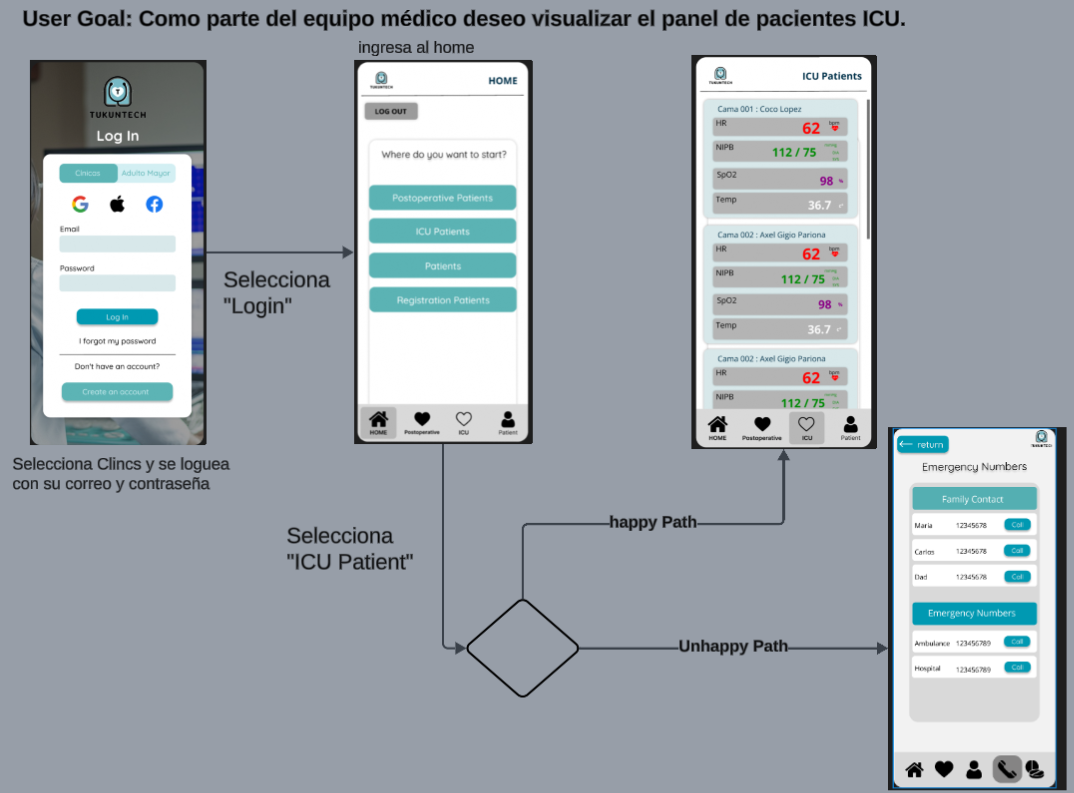 User Goal: Como parte del equipo médico deseo visualizar el panel de pacientes ICU.
ingresa al home
TUKUNTECH
Log In
Clínicas
Adulto Mayor
Email
Password
Log In
I forgot my password
Don't have an account?
Create an account
Selecciona Clincs y se loguea
con su correo y contraseña
Selecciona
"Login"
TUKUNTECH
HOME
LOG OUT
Where do you want to start?
Postoperative Patients
ICU Patients
Patients
Registration Patients
HOME
Postoperative
ICU
Patient
Selecciona
"ICU Patient"
happy Path
Unhappy Path
TUKUNTECH
ICU Patients
Cama 001 : Coco Lopez
HR
62 bpm
NIPB
112 / 75
SpO2
98 %
Temp
36.7
Cama 002 : Axel Gigio Pariona
HR
62 bpm
NIPB
112 / 75
SpO2
98 %
Temp
36.7
Cama 002 : Axel Gigio Pariona
HR
62 bpm
NIPB
112 / 75
HOME
Postoperative
ICU
Patient
return
TUKUNTECH
Emergency Numbers
Family Contact
Maria 12345678 Call
Carlos 12345678 Call
Dad 12345678 Call
Emergency Numbers
Ambulance 123456789 Call
Hospital 123456789 Call